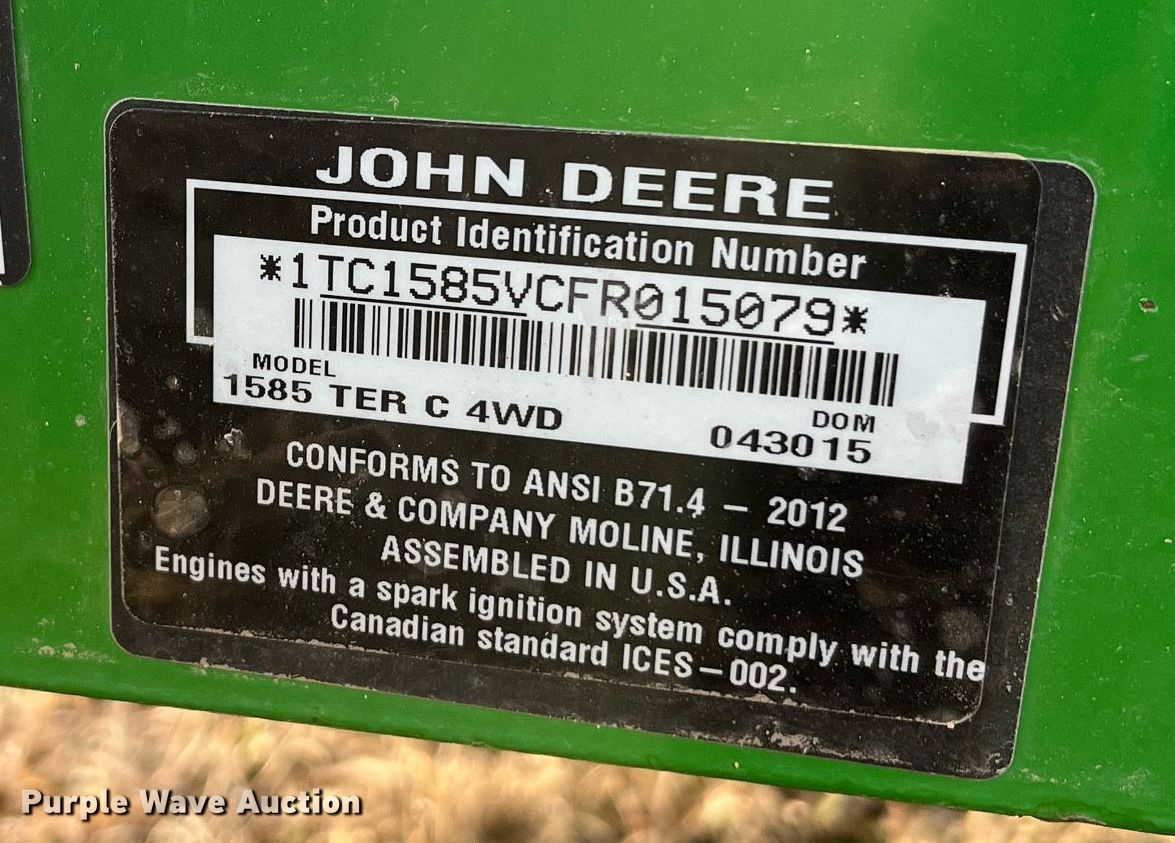 JOHN DEERE
Product Identification Number
*1TC1585VCFR015079*
MODEL
1585 TER C 4WD
DOM
043015
CONFORMS TO ANSI B71.4 – 2012
DEERE & COMPANY MOLINE, ILLINOIS
ASSEMBLED IN U.S.A.
Engines with a spark ignition system comply with the
Canadian standard ICES–002.
Purple Wave Auction